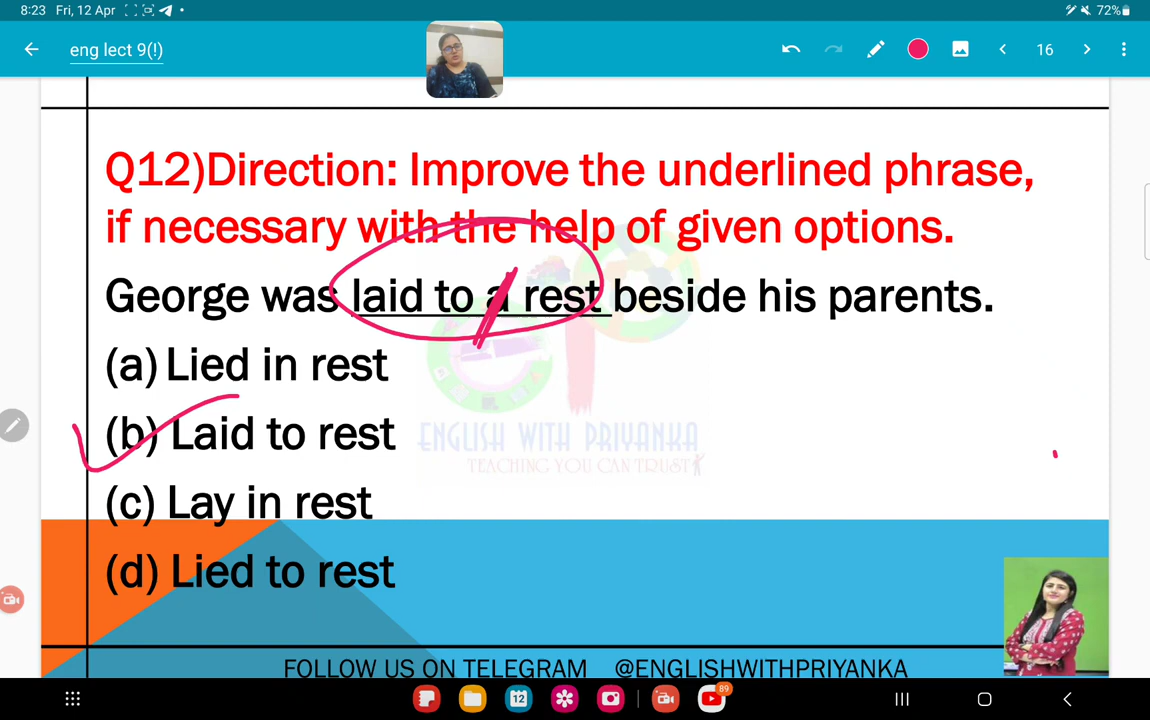 8:23 Fri, 12 Apr 72%
eng lect 9(!) 16
Q12)Direction: Improve the underlined phrase,
if necessary with the help of given options.
George was laid to a rest beside his parents.
(a) Lied in rest
(b) Laid to rest
ENGLISH WITH PRIYANKA
TEACHING YOU CAN TRUST
(c) Lay in rest
(d) Lied to rest
FOLLOW US ON TELEGRAM @ENGLISHWITHPRIYANKA
12 89